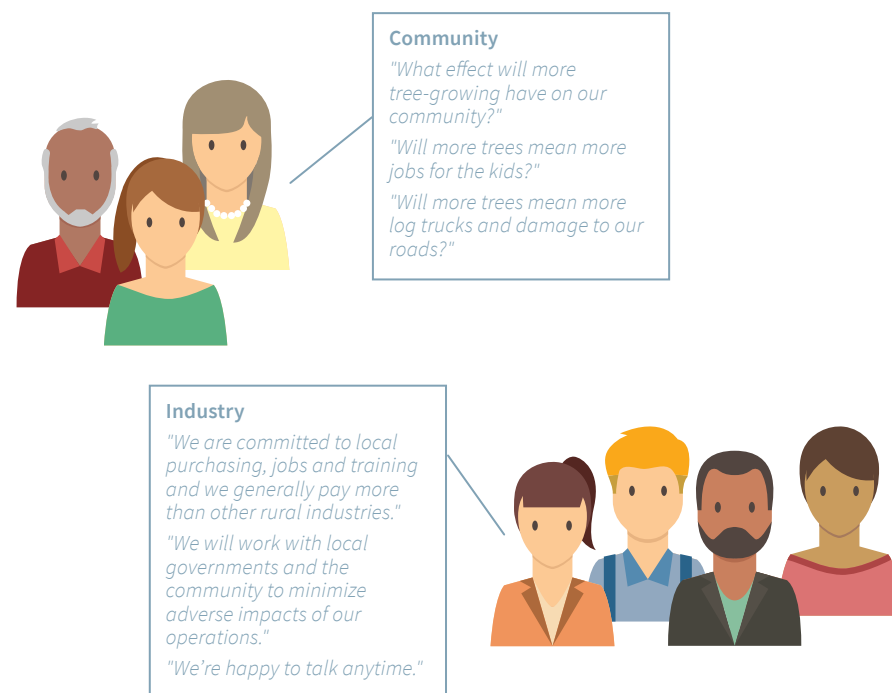 Community
"What effect will more
tree-growing have on our
community?"
"Will more trees mean more
jobs for the kids?"
"Will more trees mean more
log trucks and damage to our
roads?"
Industry
"We are committed to local
purchasing, jobs and training
and we generally pay more
than other rural industries."
"We will work with local
governments and the
community to minimize
adverse impacts of our
operations."
"We’re happy to talk anytime."